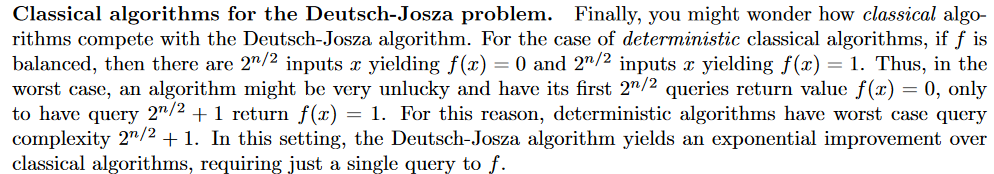 Classical algorithms for the Deutsch-Josza problem. Finally, you might wonder how classical algo-
rithms compete with the Deutsch-Josza algorithm. For the case of deterministic classical algorithms, if f is
balanced, then there are 2^{n/2} inputs x yielding f(x) = 0 and 2^{n/2} inputs x yielding f(x) = 1. Thus, in the
worst case, an algorithm might be very unlucky and have its first 2^{n/2} queries return value f(x) = 0, only
to have query 2^{n/2} + 1 return f(x) = 1. For this reason, deterministic algorithms have worst case query
complexity 2^{n/2} + 1. In this setting, the Deutsch-Josza algorithm yields an exponential improvement over
classical algorithms, requiring just a single query to f.